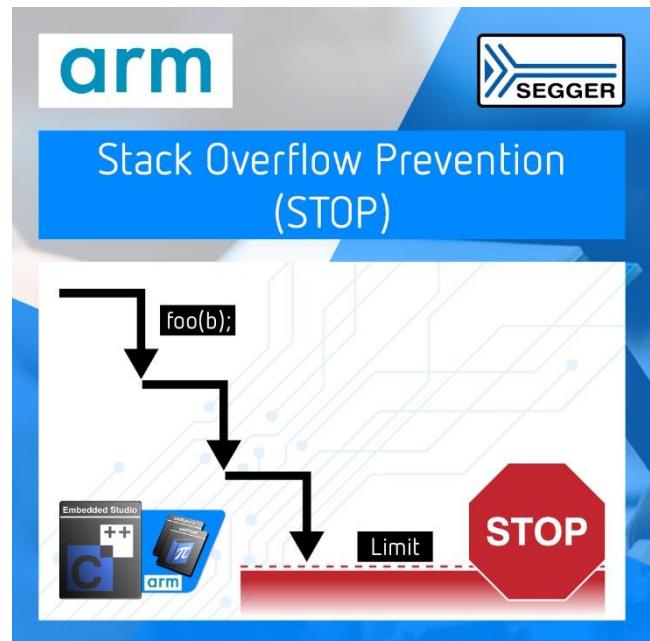 arm
SEGGER
Stack Overflow Prevention
(STOP)
foo(b);
Limit
STOP
Embedded Studio
++
C
π
arm